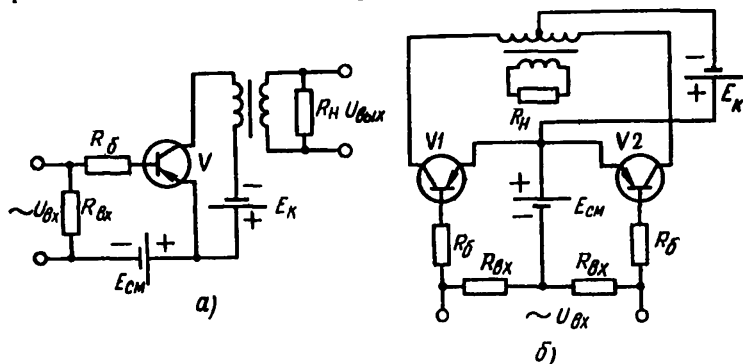 R_б
V
R_н U_вых
~U_вх
R_вх
− +
E_см
− +
E_к
а)
R_н
− +
E_к
V1
V2
+ −
E_см
R_б
R_б
R_вх
R_вх
~U_вх
б)